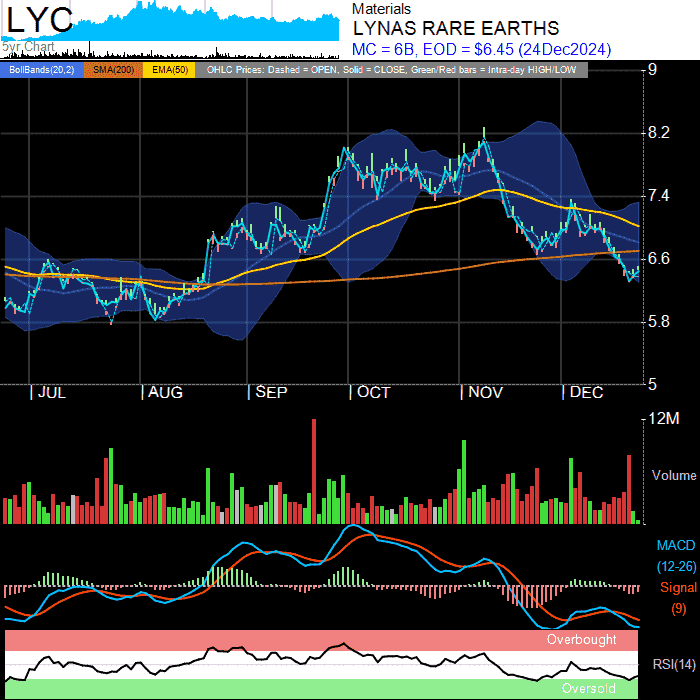 LYC
5yr Chart
Materials
LYNAS RARE EARTHS
MC = 6B, EOD = $6.45 (24Dec2024)
BollBands(20,2) SMA(200) EMA(50) OHLC Prices: Dashed = OPEN, Solid = CLOSE, Green/Red bars = Intra-day HIGH/LOW
9
8.2
7.4
6.6
5.8
5
JUL AUG SEP OCT NOV DEC
12M
Volume
MACD
(12-26)
Signal
(9)
Overbought
RSI(14)
Oversold